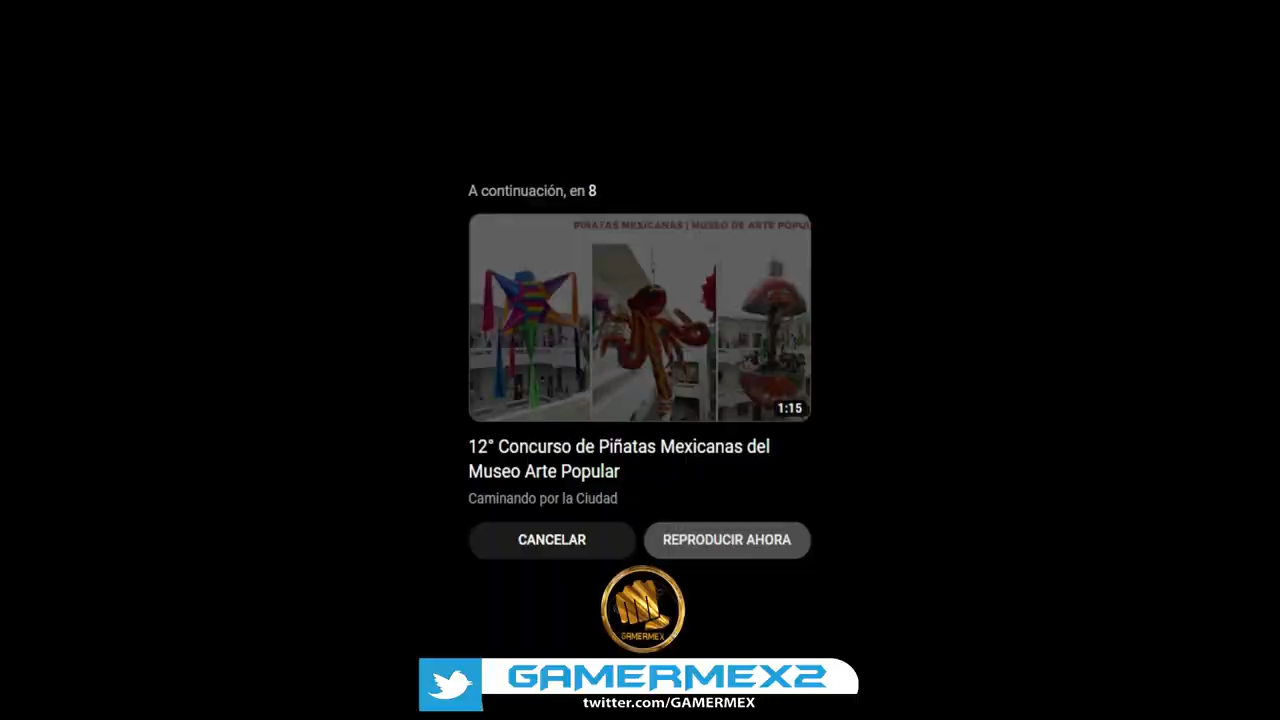 A continuación, en 8
PIÑATAS MEXICANAS | MUSEO DE ARTE POPU
1:15
12° Concurso de Piñatas Mexicanas del
Museo Arte Popular
Caminando por la Ciudad
CANCELAR
REPRODUCIR AHORA
GAMERMEX
GAMERMEX2
twitter.com/GAMERMEX